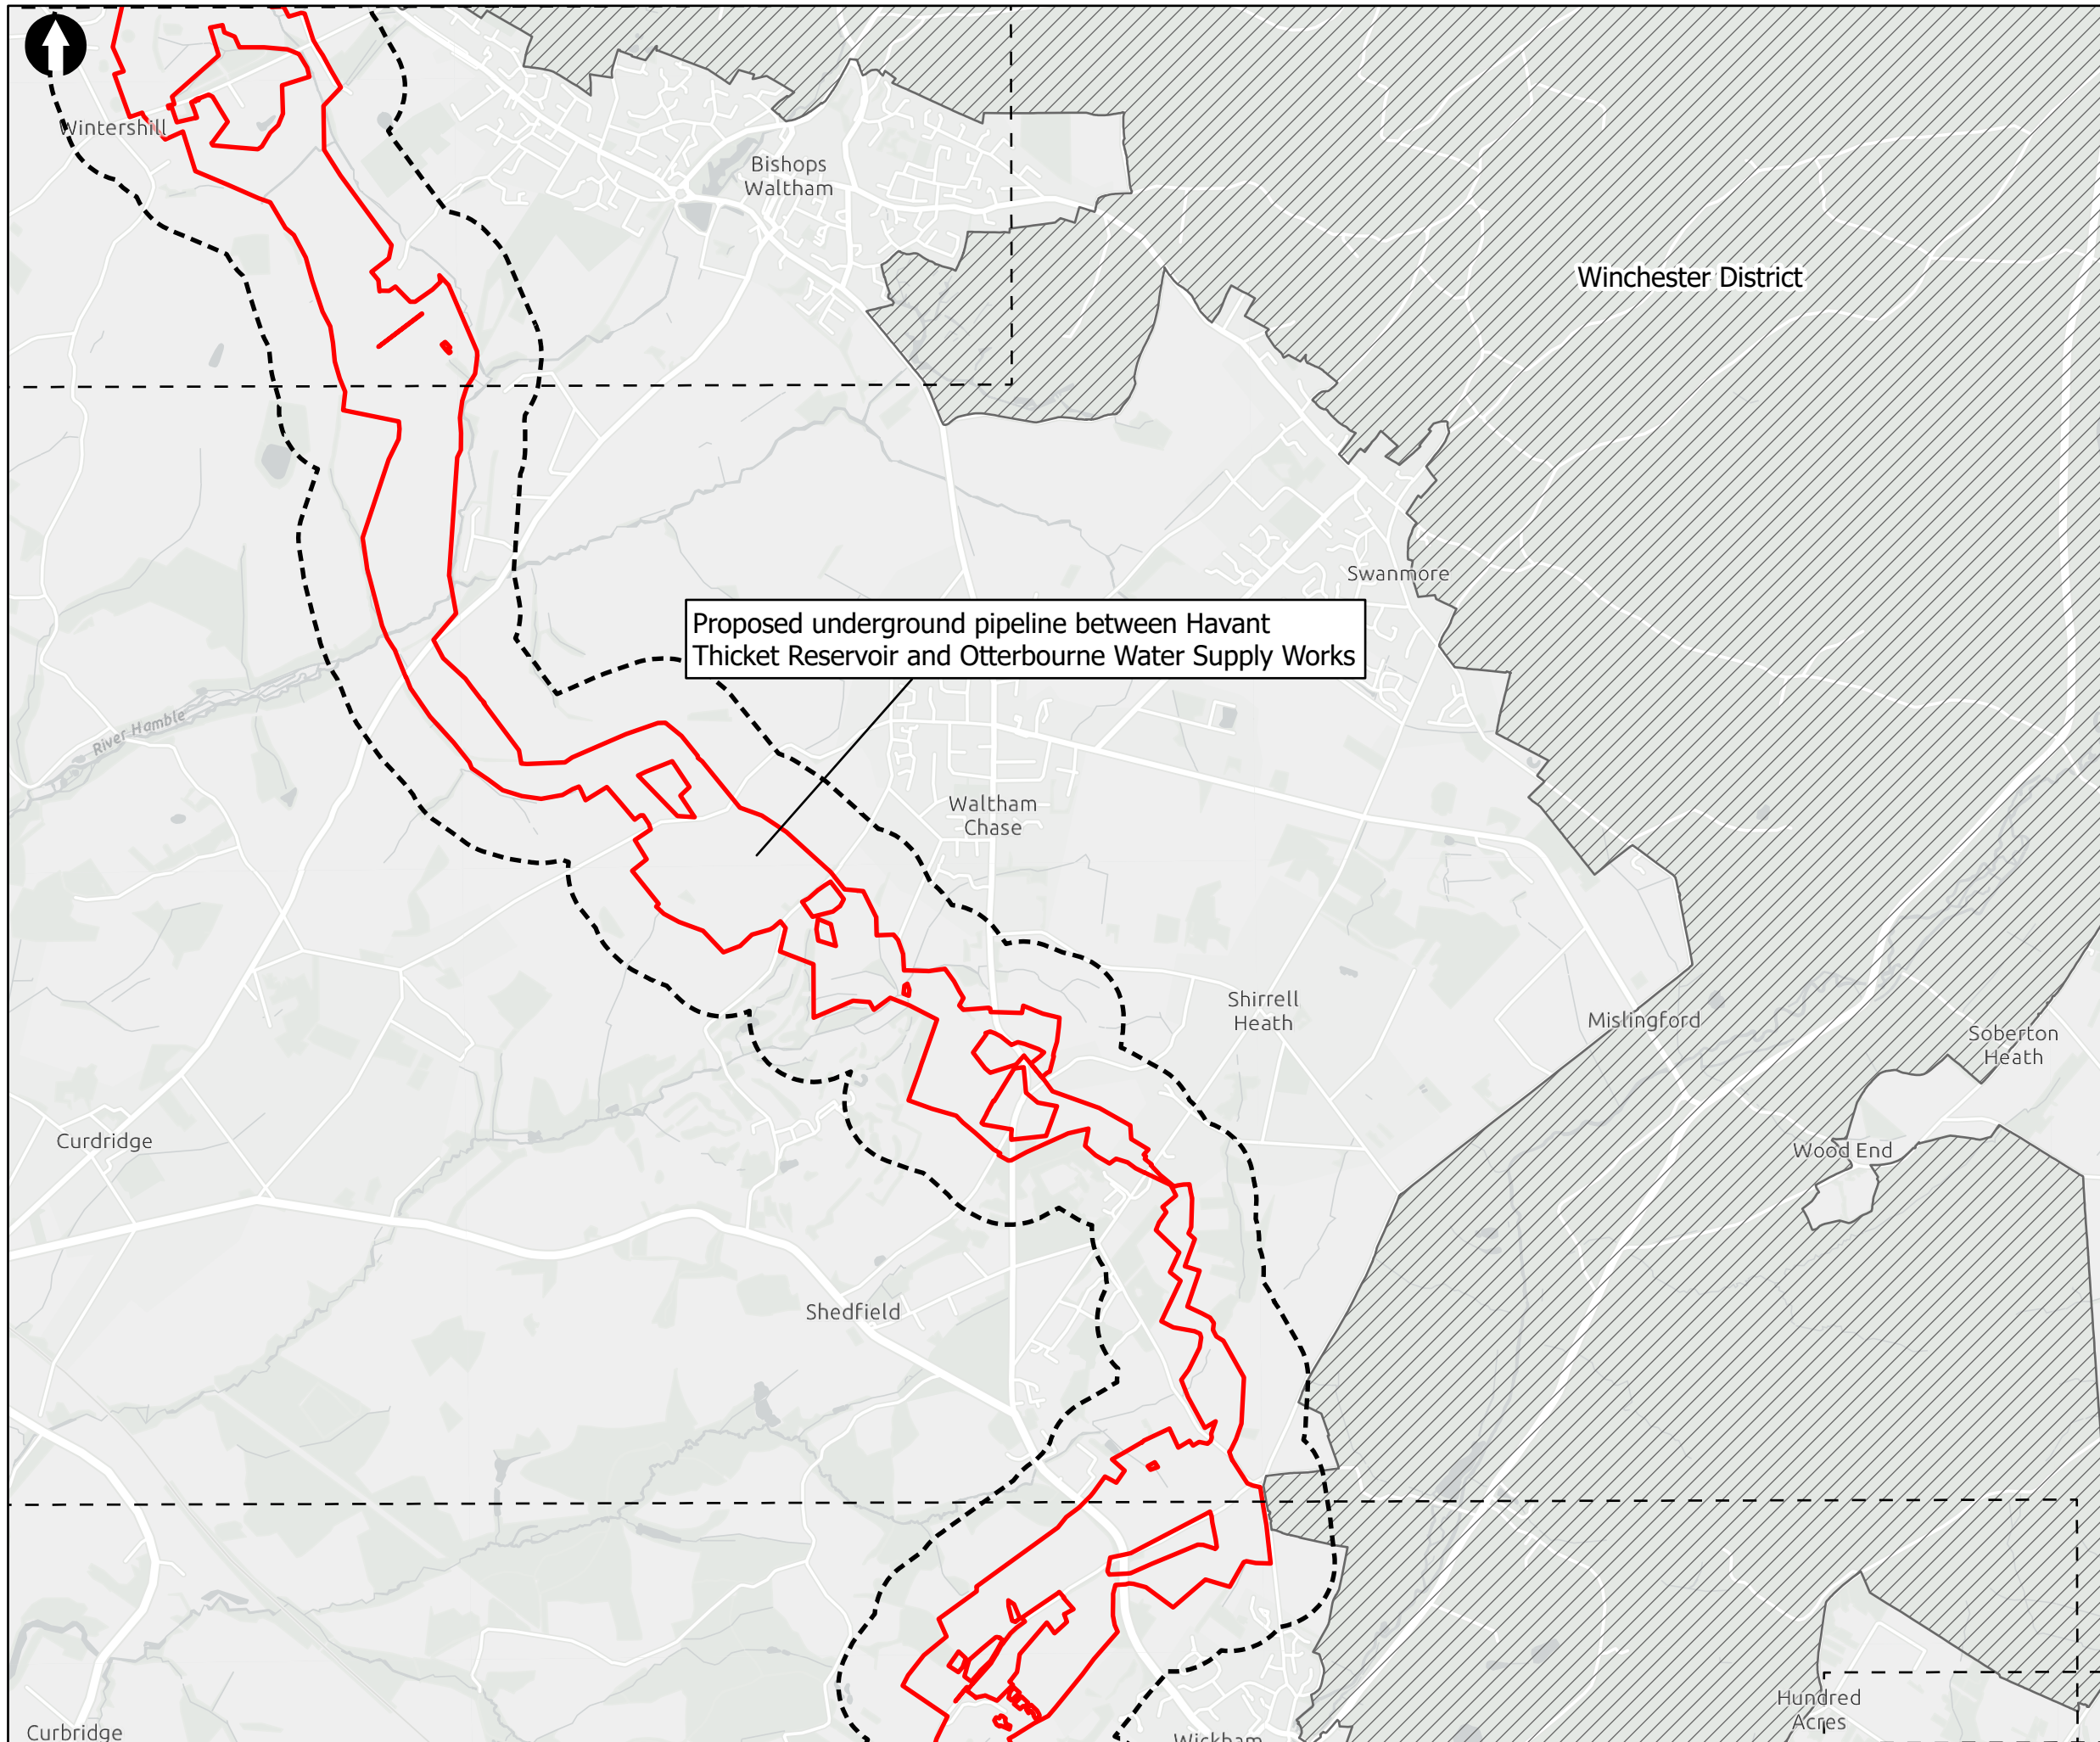 Wintershill
Bishops
Waltham
Winchester District
Swanmore
Proposed underground pipeline between Havant
Thicket Reservoir and Otterbourne Water Supply Works
River Hamble
Waltham
Chase
Shirrell
Heath
Mislingford
Soberton
Heath
Curdridge
Wood End
Shedfield
Hundred
Acres
Curbridge
Wickham